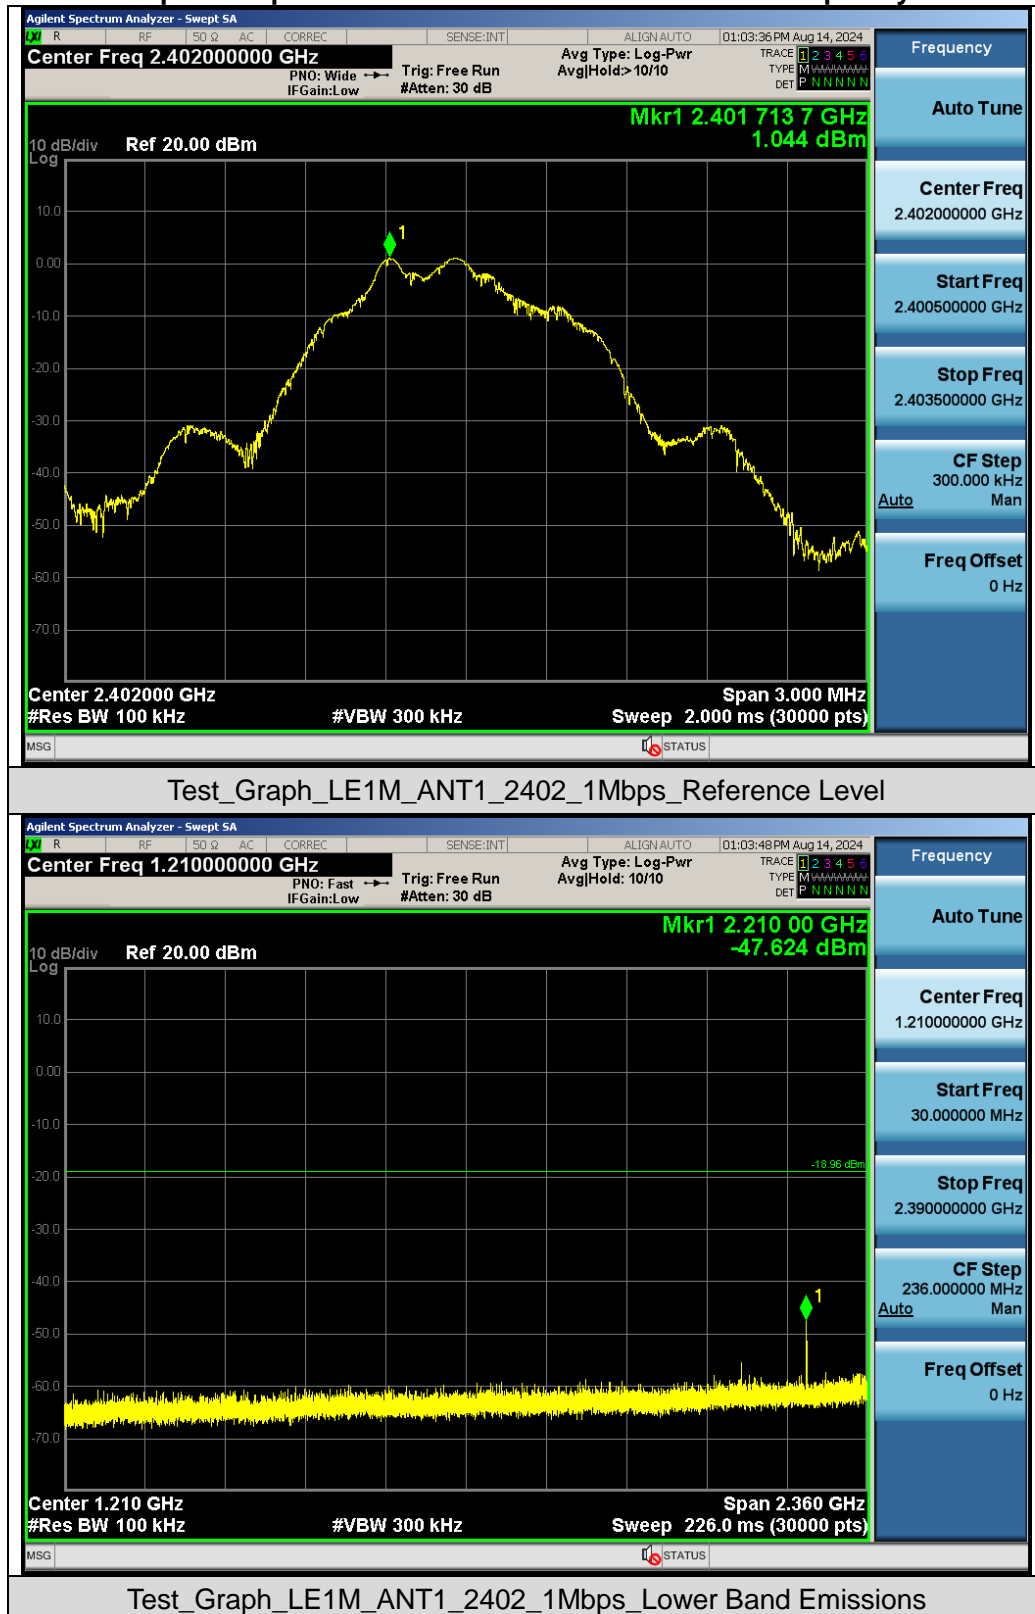 Agilent Spectrum Analyzer - Swept SA
LXI R RF 50 Ω AC CORREC SENSE:INT ALIGN AUTO 01:03:36 PM Aug 14, 2024
Center Freq 2.402000000 GHz
PNO: Wide
IFGain:Low
Trig: Free Run
#Atten: 30 dB
Avg Type: Log-Pwr
Avg|Hold:>10/10
TRACE 1 2 3 4 5 6
TYPE M
DET P N N N N N
Mkr1 2.401 713 7 GHz
1.044 dBm
10 dB/div Ref 20.00 dBm
Log
10.0
1
0.00
-10.0
-20.0
-30.0
-40.0
-50.0
-60.0
-70.0
Center 2.402000 GHz Span 3.000 MHz
#Res BW 100 kHz #VBW 300 kHz Sweep 2.000 ms (30000 pts)
MSG STATUS
Frequency
Auto Tune
Center Freq
2.402000000 GHz
Start Freq
2.400500000 GHz
Stop Freq
2.403500000 GHz
CF Step
300.000 kHz
Auto Man
Freq Offset
0 Hz
Test_Graph_LE1M_ANT1_2402_1Mbps_Reference Level
Agilent Spectrum Analyzer - Swept SA
LXI R RF 50 Ω AC CORREC SENSE:INT ALIGN AUTO 01:03:48 PM Aug 14, 2024
Center Freq 1.210000000 GHz
PNO: Fast
IFGain:Low
Trig: Free Run
#Atten: 30 dB
Avg Type: Log-Pwr
Avg|Hold: 10/10
TRACE 1 2 3 4 5 6
TYPE M
DET P N N N N N
Mkr1 2.210 00 GHz
-47.624 dBm
10 dB/div Ref 20.00 dBm
Log
10.0
0.00
-10.0
-18.96 dBm
-20.0
-30.0
-40.0
1
-50.0
-60.0
-70.0
Center 1.210 GHz Span 2.360 GHz
#Res BW 100 kHz #VBW 300 kHz Sweep 226.0 ms (30000 pts)
MSG STATUS
Frequency
Auto Tune
Center Freq
1.210000000 GHz
Start Freq
30.000000 MHz
Stop Freq
2.390000000 GHz
CF Step
236.000000 MHz
Auto Man
Freq Offset
0 Hz
Test_Graph_LE1M_ANT1_2402_1Mbps_Lower Band Emissions